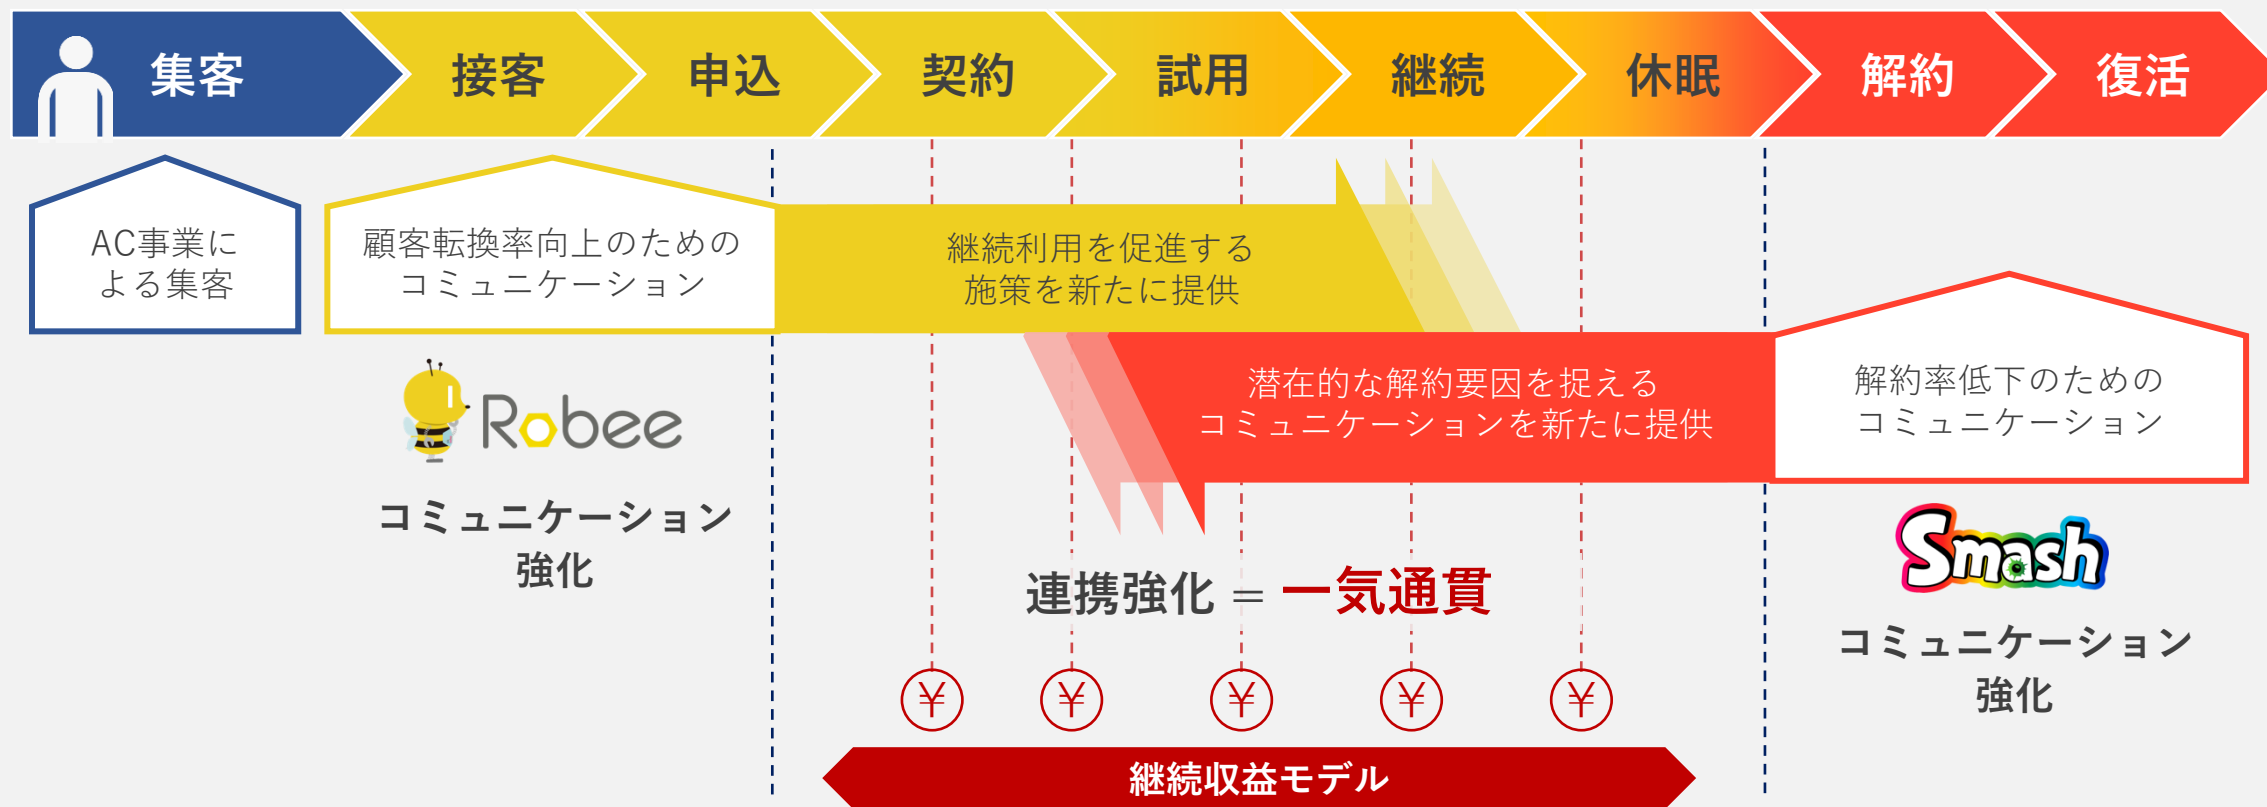 集客
接客
申込
契約
試用
継続
休眠
解約
復活
AC事業に
よる集客
顧客転換率向上のための
コミュニケーション
継続利用を促進する
施策を新たに提供
潜在的な解約要因を捉える
コミュニケーションを新たに提供
解約率低下のための
コミュニケーション
Robee
コミュニケーション
強化
Smash
コミュニケーション
強化
連携強化 = 一気通貫
¥ ¥ ¥ ¥ ¥
継続収益モデル